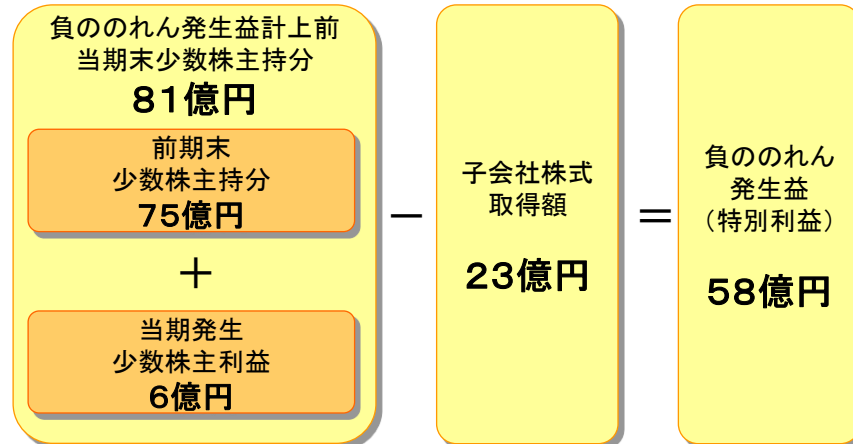 負ののれん発生益計上前
当期末少数株主持分
81億円
前期末
少数株主持分
75億円
＋
当期発生
少数株主利益
6億円
－
子会社株式
取得額
23億円
＝
負ののれん
発生益
（特別利益）
58億円